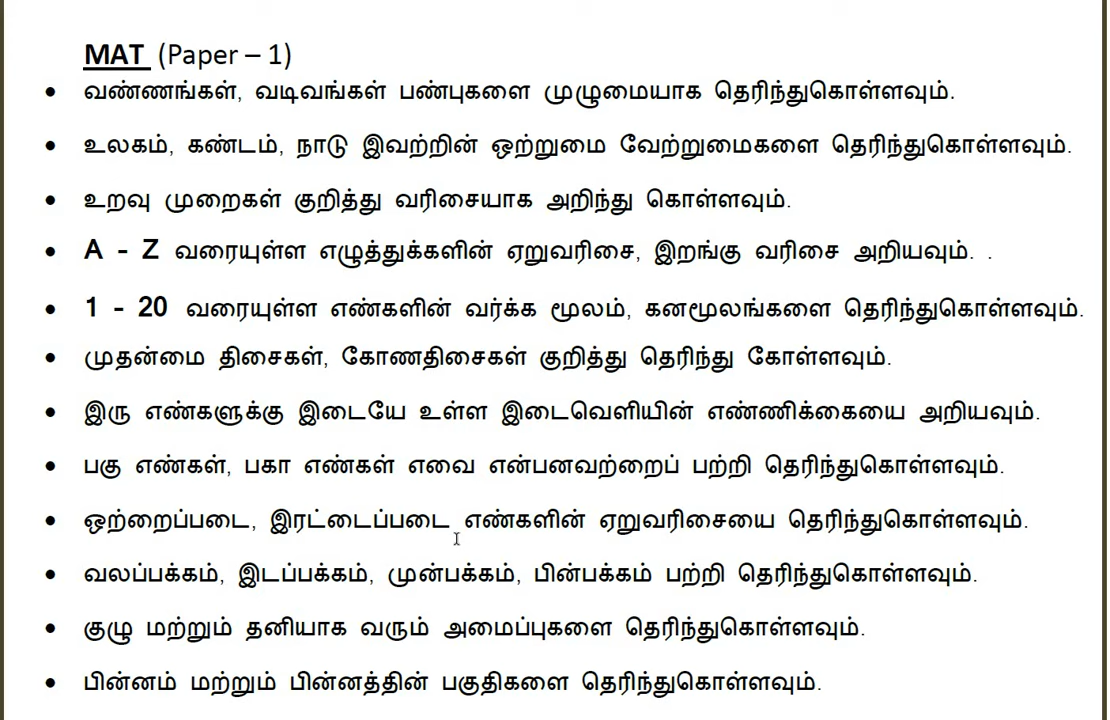 MAT (Paper – 1)
• வண்ணங்கள், வடிவங்கள் பண்புகளை முழுமையாக தெரிந்துகொள்ளவும்.
• உலகம், கண்டம், நாடு இவற்றின் ஒற்றுமை வேற்றுமைகளை தெரிந்துகொள்ளவும்.
• உறவு முறைகள் குறித்து வரிசையாக அறிந்து கொள்ளவும்.
• A - Z வரையுள்ள எழுத்துக்களின் ஏறுவரிசை, இறங்கு வரிசை அறியவும். .
• 1 - 20 வரையுள்ள எண்களின் வர்க்க மூலம், கனமூலங்களை தெரிந்துகொள்ளவும்.
• முதன்மை திசைகள், கோணதிசைகள் குறித்து தெரிந்து கோள்ளவும்.
• இரு எண்களுக்கு இடையே உள்ள இடைவெளியின் எண்ணிக்கையை அறியவும்.
• பகு எண்கள், பகா எண்கள் எவை என்பனவற்றைப் பற்றி தெரிந்துகொள்ளவும்.
• ஒற்றைப்படை, இரட்டைப்படை எண்களின் ஏறுவரிசையை தெரிந்துகொள்ளவும்.
• வலப்பக்கம், இடப்பக்கம், முன்பக்கம், பின்பக்கம் பற்றி தெரிந்துகொள்ளவும்.
• குழு மற்றும் தனியாக வரும் அமைப்புகளை தெரிந்துகொள்ளவும்.
• பின்னம் மற்றும் பின்னத்தின் பகுதிகளை தெரிந்துகொள்ளவும்.